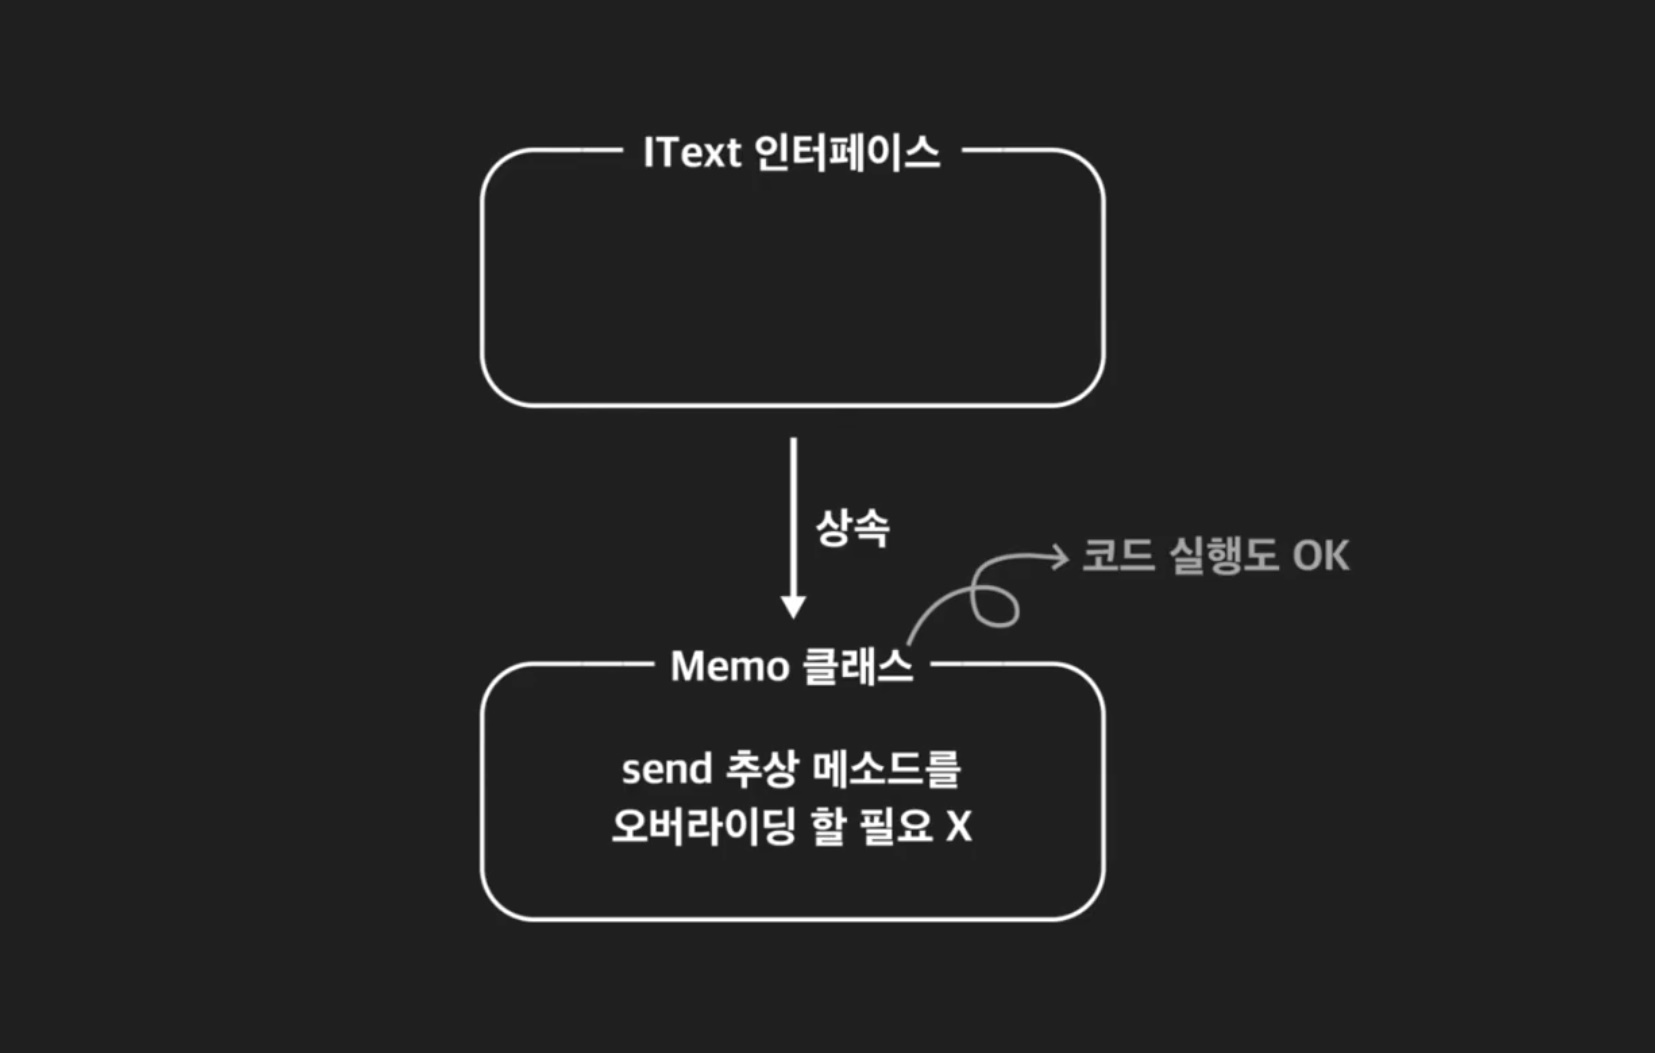 IText 인터페이스
상속
코드 실행도 OK
Memo 클래스
send 추상 메소드를
오버라이딩 할 필요 X